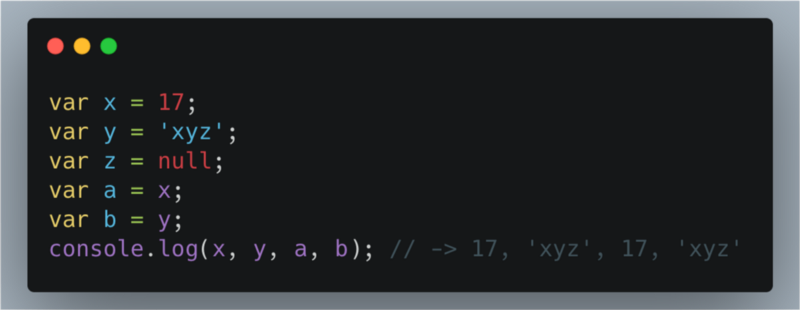 var x = 17;
var y = 'xyz';
var z = null;
var a = x;
var b = y;
console.log(x, y, a, b); // -> 17, 'xyz', 17, 'xyz'